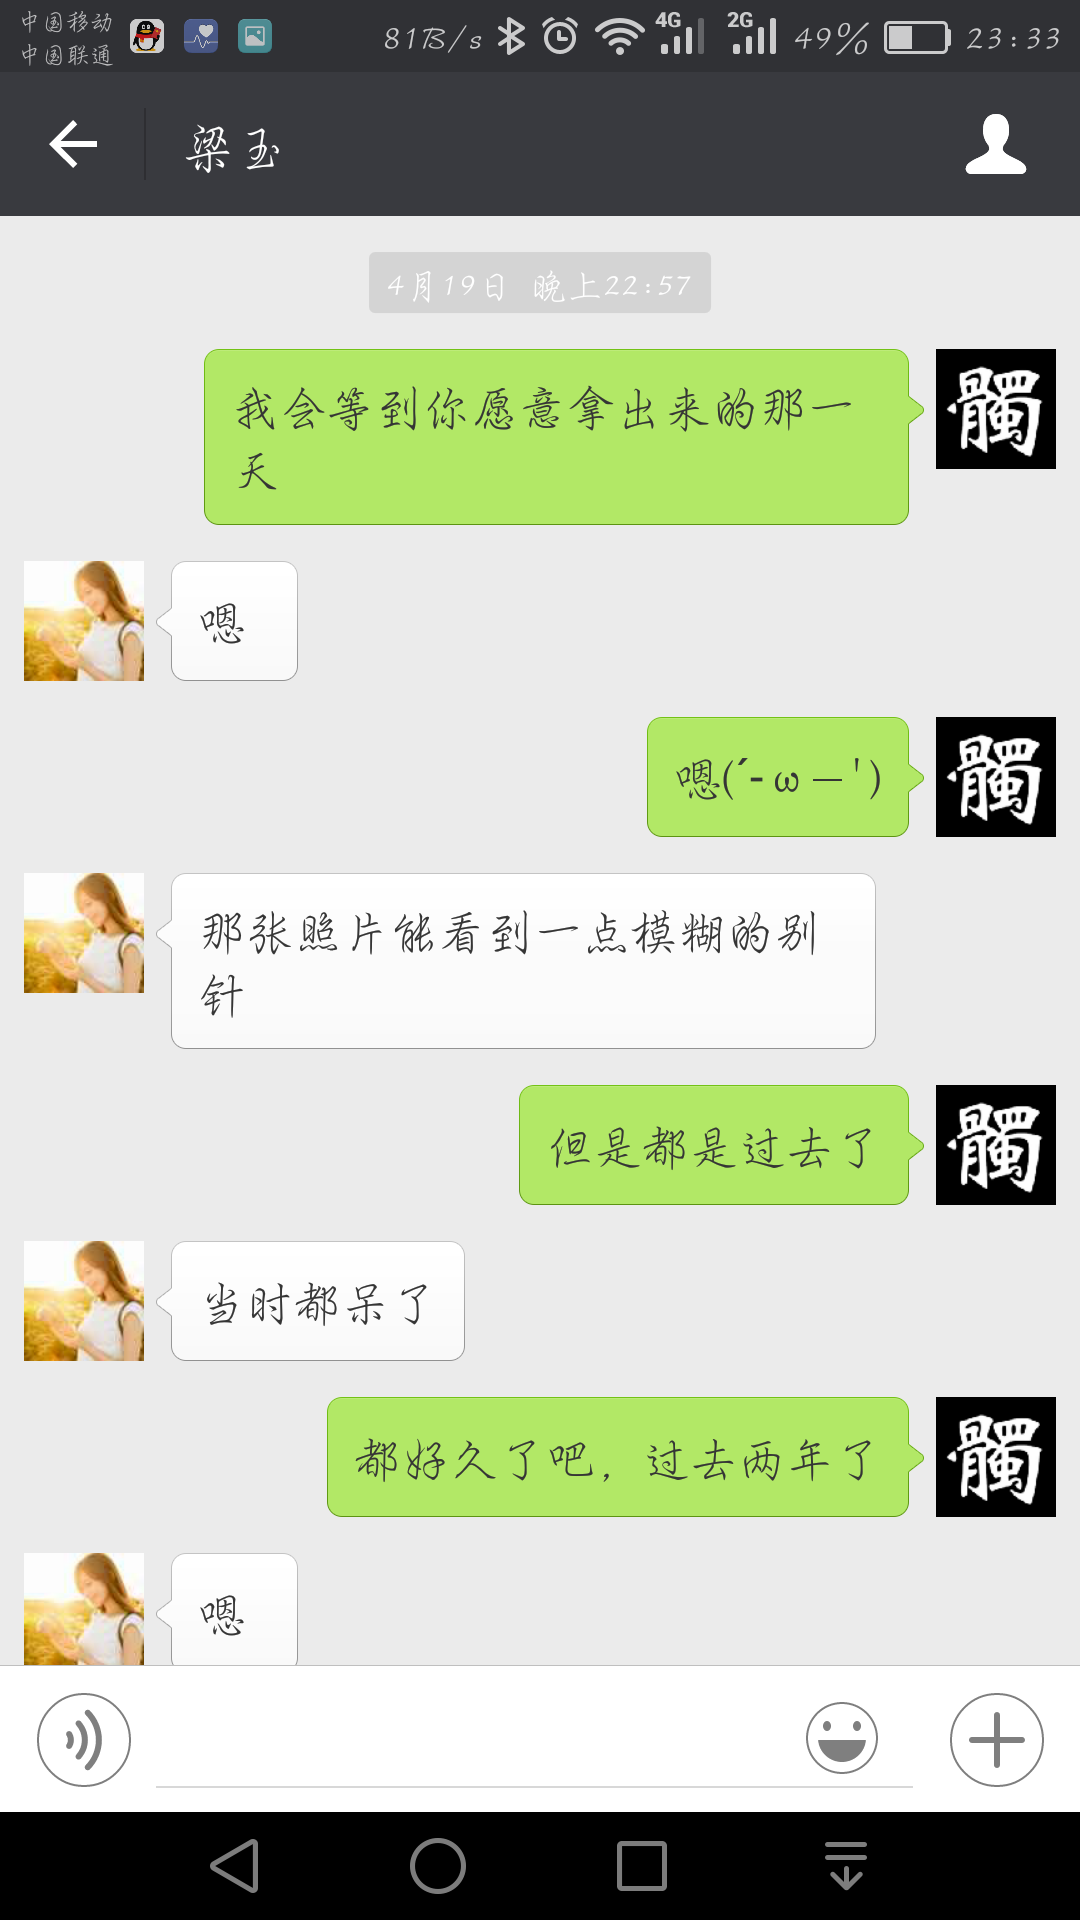 中国移动
中国联通
81B/s
4G
2G
49%
23:33
梁玉
4月19日 晚上22:57
我会等到你愿意拿出来的那一
天
髑
嗯
嗯(´-ω－')
髑
那张照片能看到一点模糊的别
针
但是都是过去了
髑
当时都呆了
都好久了吧，过去两年了
髑
嗯